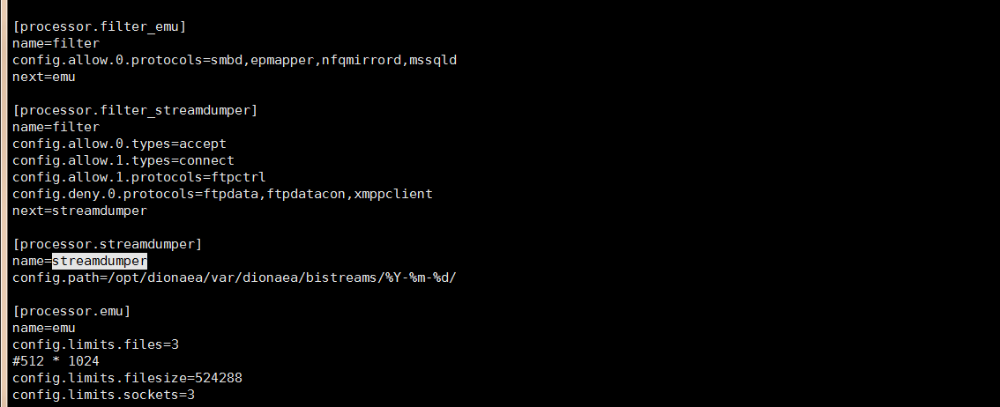 [processor.filter_emu]
name=filter
config.allow.0.protocols=smbd,epmapper,nfqmirrord,mssqld
next=emu
[processor.filter_streamdumper]
name=filter
config.allow.0.types=accept
config.allow.1.types=connect
config.allow.1.protocols=ftpctrl
config.deny.0.protocols=ftpdata,ftpdatacon,xmppclient
next=streamdumper
[processor.streamdumper]
name=streamdumper
config.path=/opt/dionaea/var/dionaea/bistreams/%Y-%m-%d/
[processor.emu]
name=emu
config.limits.files=3
#512 * 1024
config.limits.filesize=524288
config.limits.sockets=3